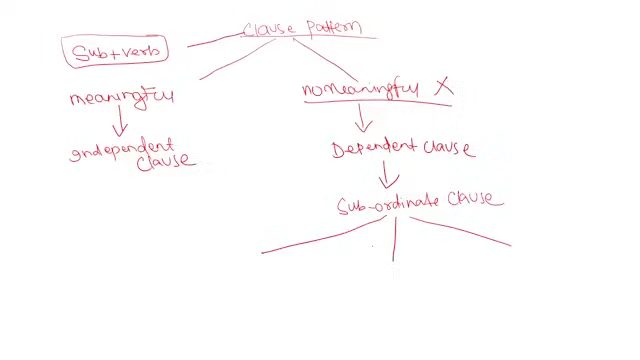 Clause Pattern
Sub+verb
meaningful
nomeaningful X
independent
Clause
Dependent Clause
Sub-ordinate Clause